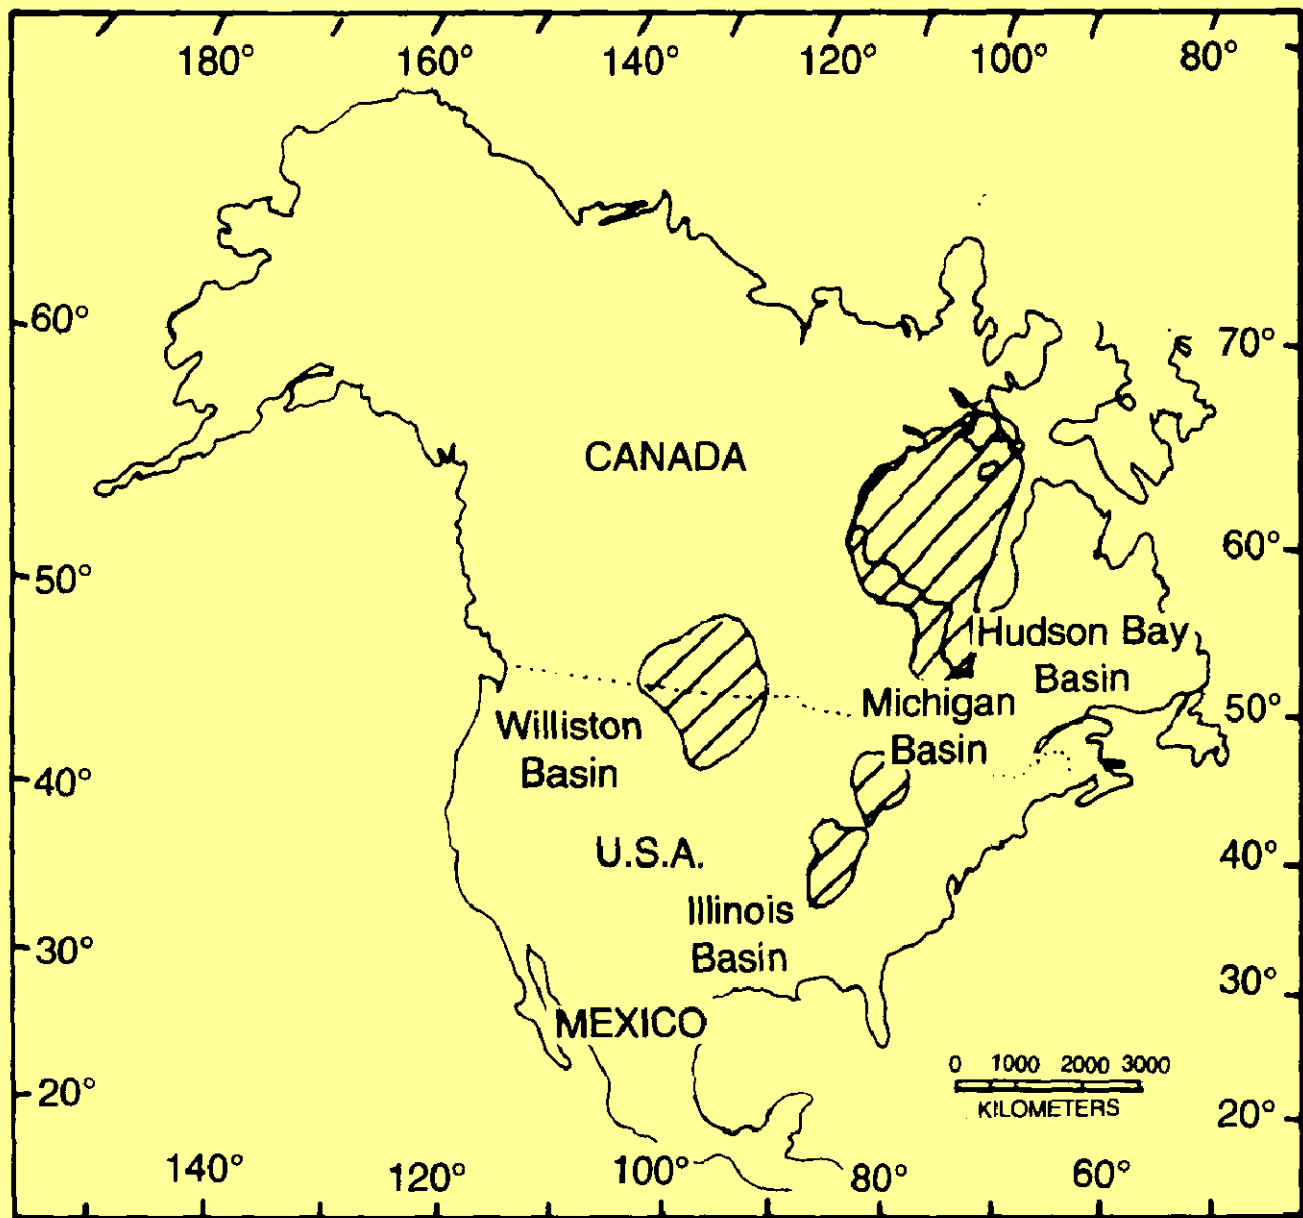 180° 160° 140° 120° 100° 80°
60°
70°
CANADA
60°
50°
Hudson Bay
Basin
Michigan
Basin
50°
Williston
Basin
40°
U.S.A.
40°
Illinois
Basin
30°
30°
MEXICO
0 1000 2000 3000
KILOMETERS
20°
20°
140° 120° 100° 80° 60°